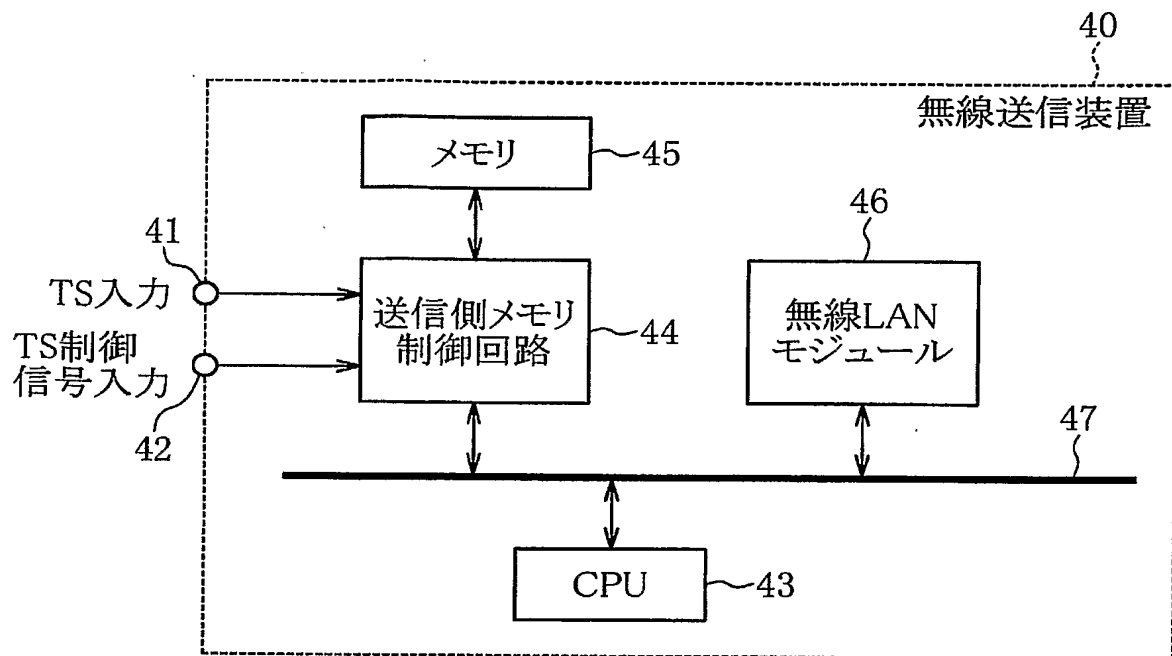 40
無線送信装置
メモリ
45
46
41
TS入力
送信側メモリ
制御回路
44
無線LAN
モジュール
TS制御
信号入力
42
47
CPU
43